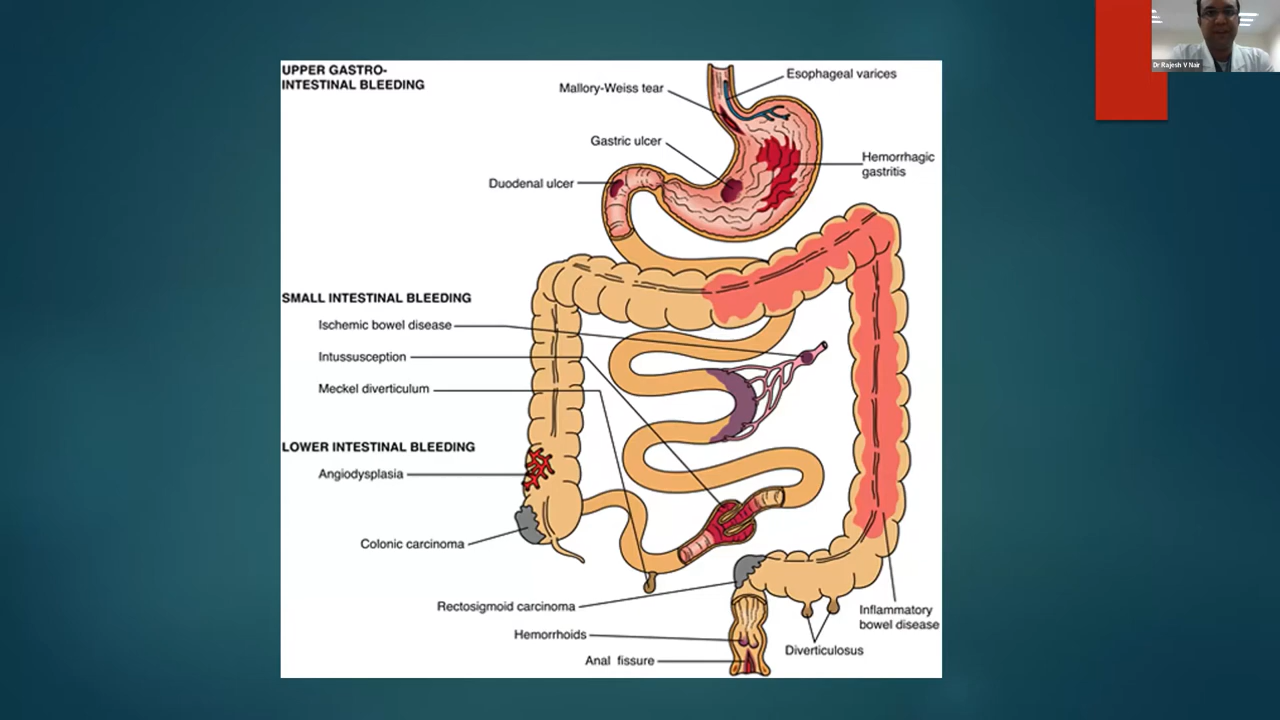 UPPER GASTRO-
INTESTINAL BLEEDING
Esophageal varices
Mallory-Weiss tear
Gastric ulcer
Hemorrhagic
gastritis
Duodenal ulcer
SMALL INTESTINAL BLEEDING
Ischemic bowel disease
Intussusception
Meckel diverticulum
LOWER INTESTINAL BLEEDING
Angiodysplasia
Colonic carcinoma
Rectosigmoid carcinoma
Inflammatory
bowel disease
Hemorrhoids
Diverticulosus
Anal fissure
Dr Rajesh V Nair